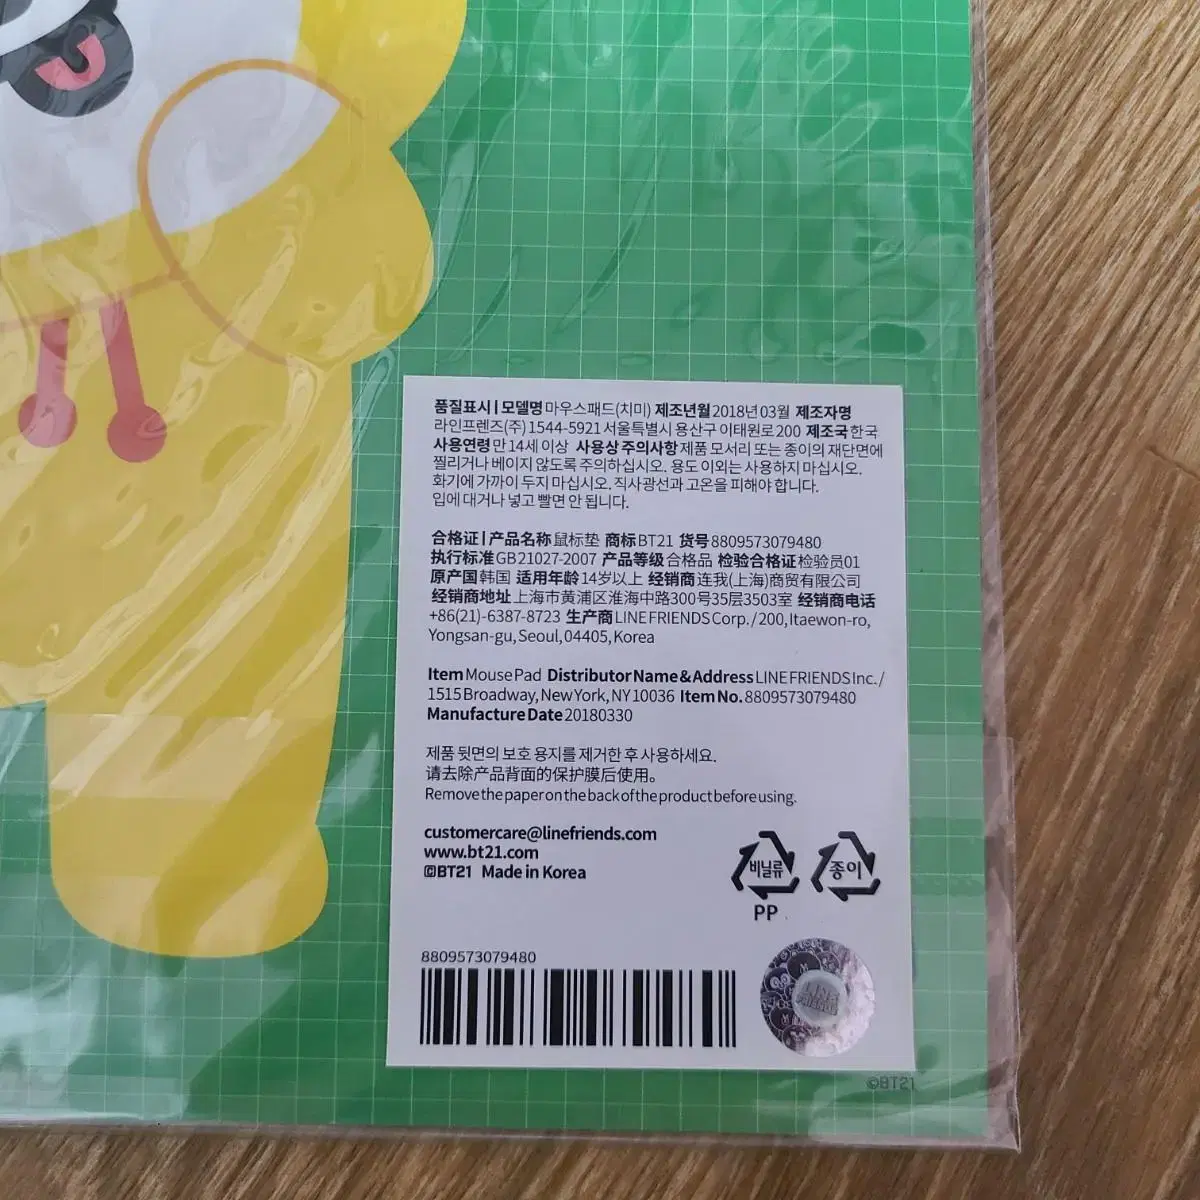 품질표시 | 모델명 마우스패드(치미) 제조년월 2018년 03월 제조자명
라인프렌즈(주) 1544-5921 서울특별시 용산구 이태원로 200 제조국 한국
사용연령 만 14세 이상 사용상 주의사항 제품 모서리 또는 종이의 재단면에
찔리거나 베이지 않도록 주의하십시오. 용도 이외는 사용하지 마십시오.
화기에 가까이 두지 마십시오. 직사광선과 고온을 피해야 합니다.
입에 대거나 넣고 빨면 안 됩니다.
合格证 | 产品名称 鼠标垫 商标 BT21 货号 8809573079480
执行标准 GB 21027-2007 产品等级 合格品 检验合格证 检验员01
原产国 韩国 适用年龄 14岁以上 经销商 连我(上海)商贸有限公司
经销商地址 上海市黄浦区淮海中路300号35层3503室 经销商电话
+86(21)-6387-8723 生产商 LINE FRIENDS Corp. / 200, Itaewon-ro,
Yongsan-gu, Seoul, 04405, Korea
Item Mouse Pad Distributor Name & Address LINE FRIENDS Inc. /
1515 Broadway, New York, NY 10036 Item No. 8809573079480
Manufacture Date 20180330
제품 뒷면의 보호 용지를 제거한 후 사용하세요.
请去除产品背面的保护膜后使用。
Remove the paper on the back of the product before using.
customercare@linefriends.com
www.bt21.com
©BT21 Made in Korea
비닐류
PP
종이
8809573079480
LINE
FRIENDS
©BT21